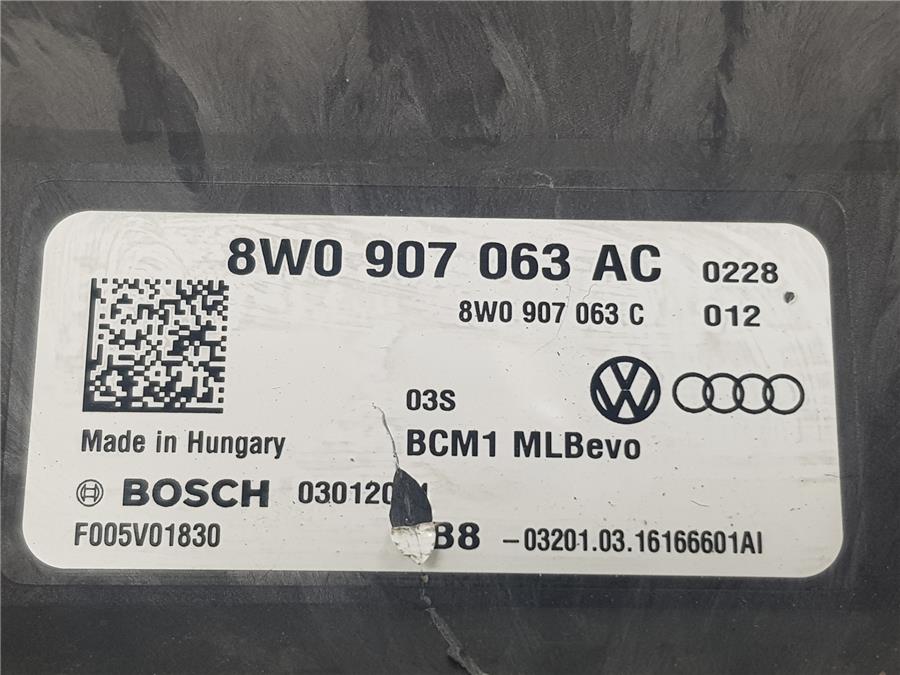 8W0 907 063 AC 0228
8W0 907 063 C 012
03S
Made in Hungary BCM1 MLBevo
BOSCH
F005V01830 -03201.03.16166601AI